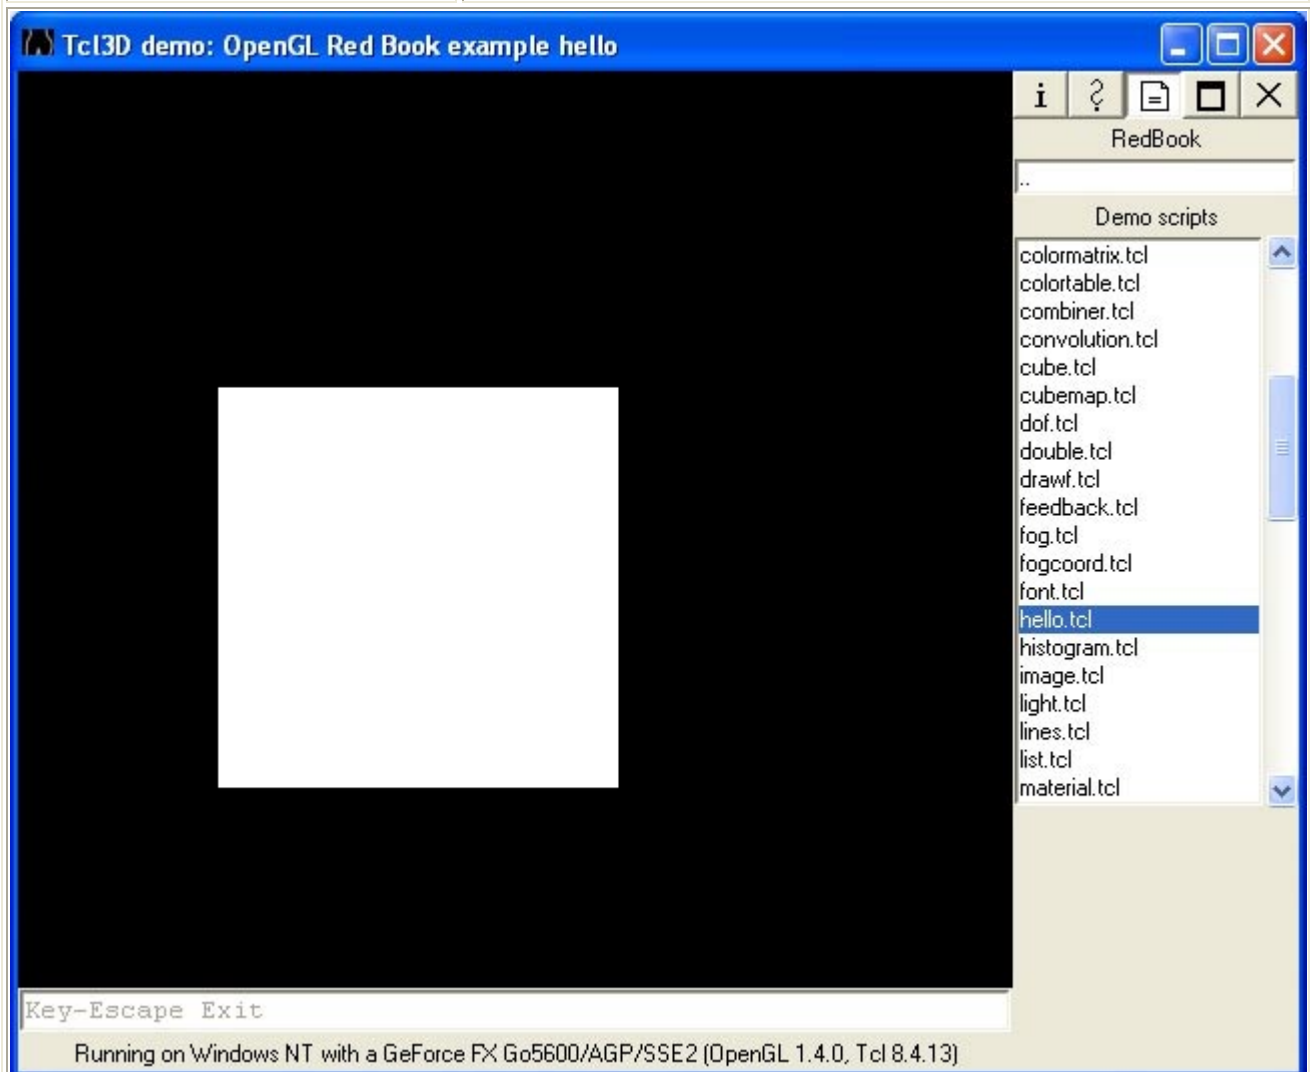 Tcl3D demo: OpenGL Red Book example hello
i ?
RedBook
..
Demo scripts
colormatrix.tcl
colortable.tcl
combiner.tcl
convolution.tcl
cube.tcl
cubemap.tcl
dof.tcl
double.tcl
drawf.tcl
feedback.tcl
fog.tcl
fogcoord.tcl
font.tcl
hello.tcl
histogram.tcl
image.tcl
light.tcl
lines.tcl
list.tcl
material.tcl
Key-Escape Exit
Running on Windows NT with a GeForce FX Go5600/AGP/SSE2 (OpenGL 1.4.0, Tcl 8.4.13)